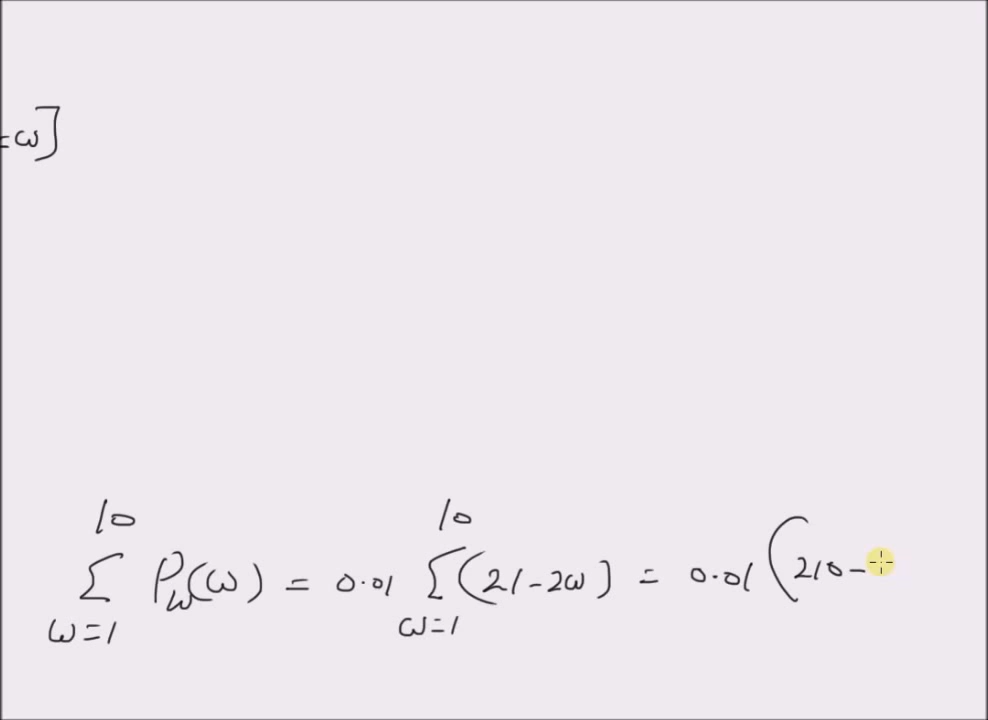 =ω]
10 10
∑ P_W(ω) = 0.01 ∑(21-2ω) = 0.01 (210-
ω=1 ω=1